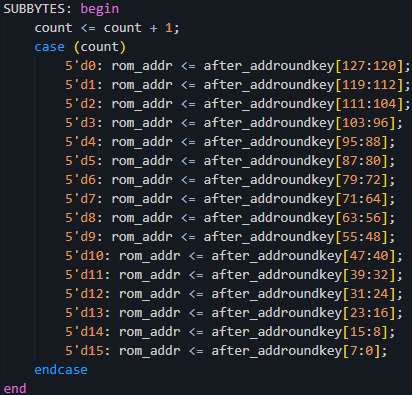 SUBBYTES: begin
    count <= count + 1;
    case (count)
        5'd0: rom_addr <= after_addroundkey[127:120];
        5'd1: rom_addr <= after_addroundkey[119:112];
        5'd2: rom_addr <= after_addroundkey[111:104];
        5'd3: rom_addr <= after_addroundkey[103:96];
        5'd4: rom_addr <= after_addroundkey[95:88];
        5'd5: rom_addr <= after_addroundkey[87:80];
        5'd6: rom_addr <= after_addroundkey[79:72];
        5'd7: rom_addr <= after_addroundkey[71:64];
        5'd8: rom_addr <= after_addroundkey[63:56];
        5'd9: rom_addr <= after_addroundkey[55:48];
        5'd10: rom_addr <= after_addroundkey[47:40];
        5'd11: rom_addr <= after_addroundkey[39:32];
        5'd12: rom_addr <= after_addroundkey[31:24];
        5'd13: rom_addr <= after_addroundkey[23:16];
        5'd14: rom_addr <= after_addroundkey[15:8];
        5'd15: rom_addr <= after_addroundkey[7:0];
    endcase
end